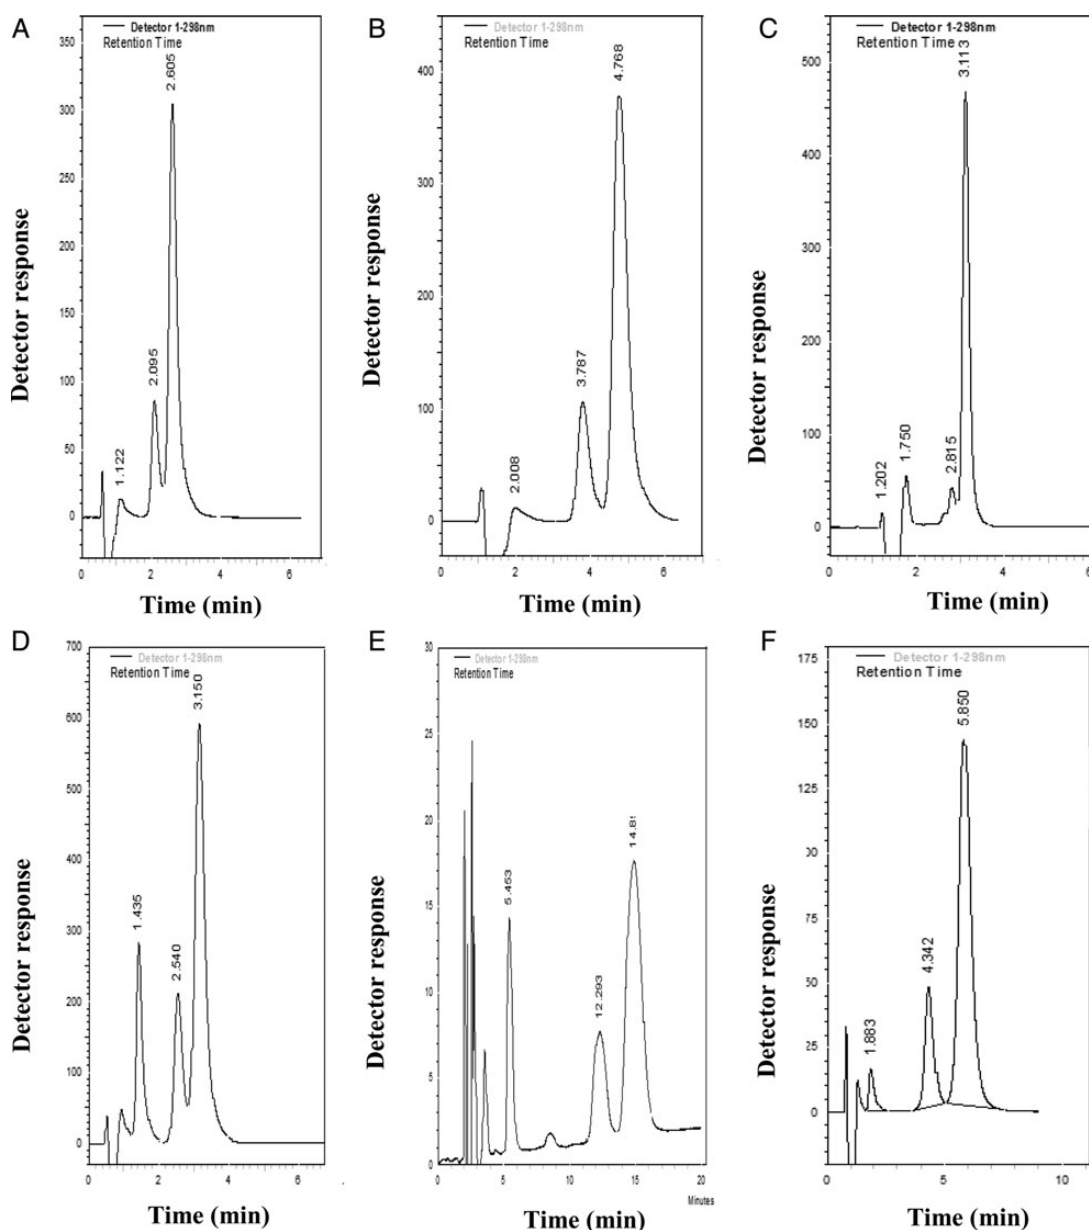 A
Detector 1-298nm
Retention Time
350
300
250
200
150
100
50
0
1.122
2.095
2.605
0 2 4 6
Detector response
Time (min)
B
Detector 1-298nm
Retention Time
400
300
200
100
0
2.008
3.787
4.768
0 2 4 6
Detector response
Time (min)
C
Detector 1-298nm
Retention Time
500
400
300
200
100
0
1.202
1.750
2.815
3.113
0 2 4 6
Detector response
Time (min)
D
Detector 1-298nm
Retention Time
700
600
500
400
300
200
100
0
1.435
2.540
3.150
0 2 4 6
Detector response
Time (min)
E
Detector 1-298nm
Retention Time
30
25
20
15
10
5
2
0
5.453
12.293
14.8
0 5 10 15 20
Minutes
Detector response
Time (min)
F
Detector 1-298nm
Retention Time
175
150
125
75
50
25
0
1.883
4.342
5.850
0 5 10
Detector response
Time (min)